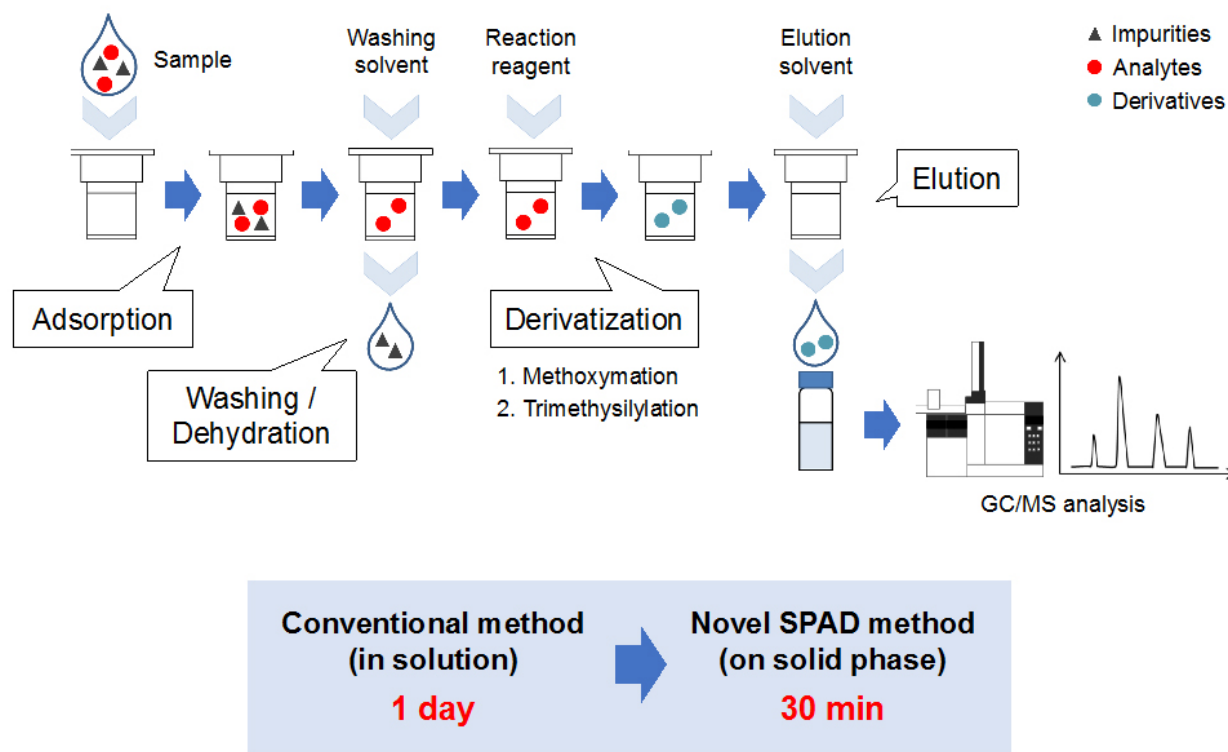 Sample
Washing
solvent
Reaction
reagent
Elution
solvent
Impurities
Analytes
Derivatives
Elution
Adsorption
Washing /
Dehydration
Derivatization
1. Methoxymation
2. Trimethysilylation
GC/MS analysis
Conventional method
(in solution)
1 day
Novel SPAD method
(on solid phase)
30 min